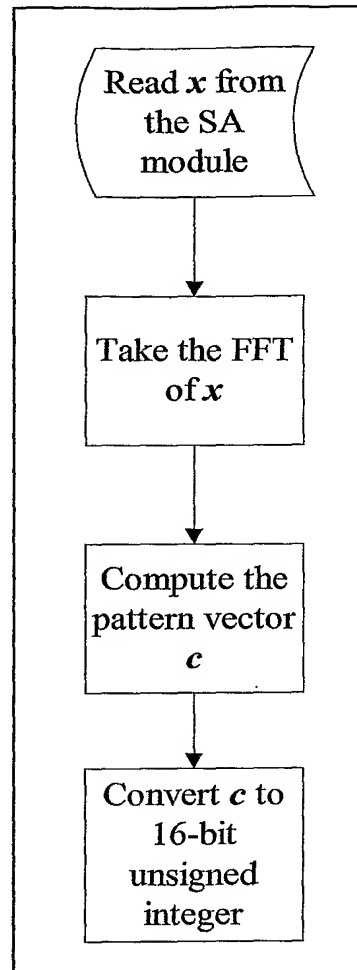 Read x from
the SA
module
Take the FFT
of x
Compute the
pattern vector
c
Convert c to
16-bit
unsigned
integer